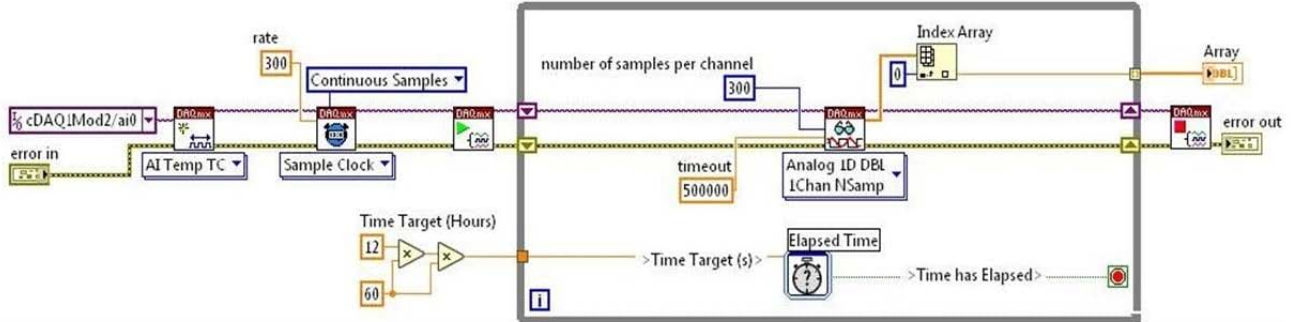 rate
300
Continuous Samples
cDAQ1Mod2/ai0
error in
DAQmx
AI Temp TC
DAQmx
Sample Clock
DAQmx
number of samples per channel
300
timeout
500000
DAQmx
Analog 1D DBL
1Chan NSamp
Index Array
0
Array
DBL
DAQmx
error out
Time Target (Hours)
12
60
>Time Target (s)>
Elapsed Time
>Time has Elapsed>
i